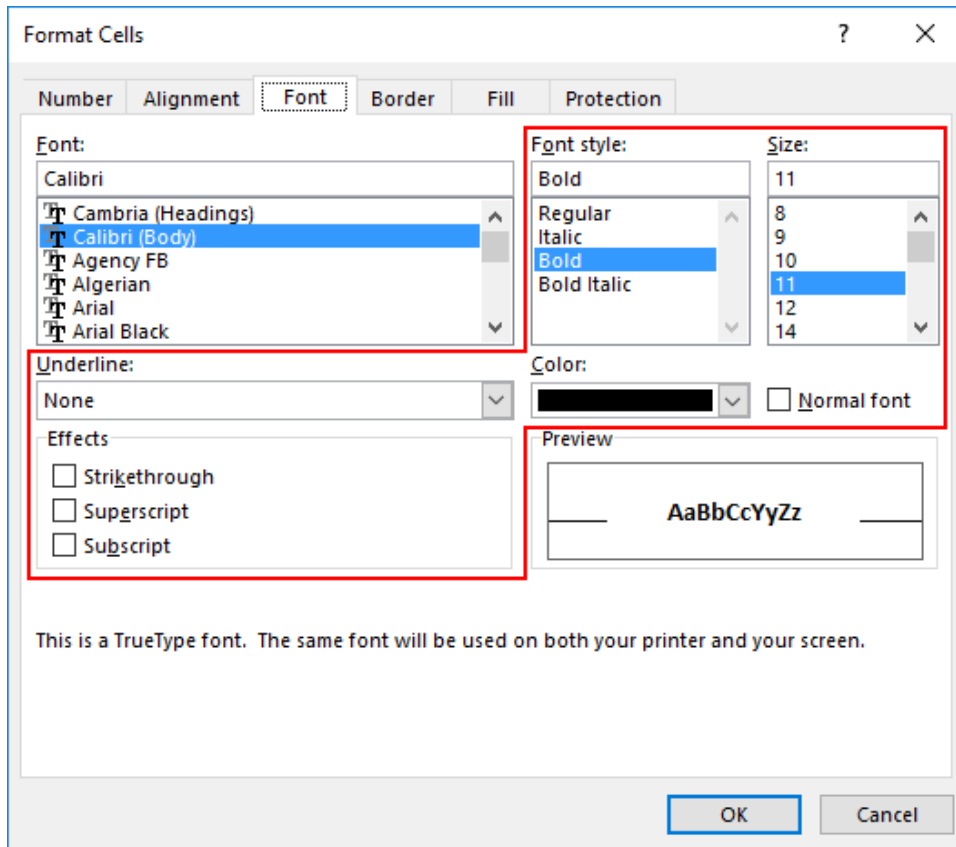 Format Cells ? ×
Number Alignment Font Border Fill Protection
Font: Font style: Size:
Calibri Bold 11
Cambria (Headings) Regular 8
Calibri (Body) Italic 9
Agency FB Bold 10
Algerian Bold Italic 11
Arial 12
Arial Black 14
Underline: Color:
None Normal font
Effects Preview
Strikethrough
Superscript AaBbCcYyZz
Subscript
This is a TrueType font. The same font will be used on both your printer and your screen.
OK Cancel